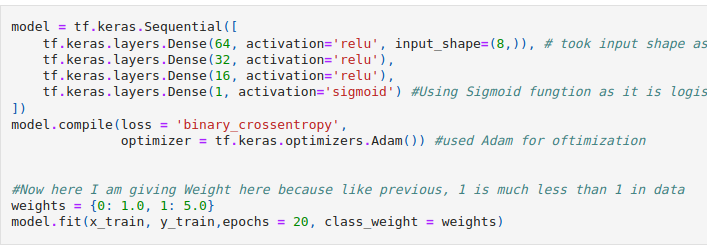 model = tf.keras.Sequential([
    tf.keras.layers.Dense(64, activation='relu', input_shape=(8,)), # took input shape as
    tf.keras.layers.Dense(32, activation='relu'),
    tf.keras.layers.Dense(16, activation='relu'),
    tf.keras.layers.Dense(1, activation='sigmoid') #Using Sigmoid fungtion as it is logis
])
model.compile(loss = 'binary_crossentropy',
              optimizer = tf.keras.optimizers.Adam()) #used Adam for oftimization
#Now here I am giving Weight here because like previous, 1 is much less than 1 in data
weights = {0: 1.0, 1: 5.0}
model.fit(x_train, y_train,epochs = 20, class_weight = weights)